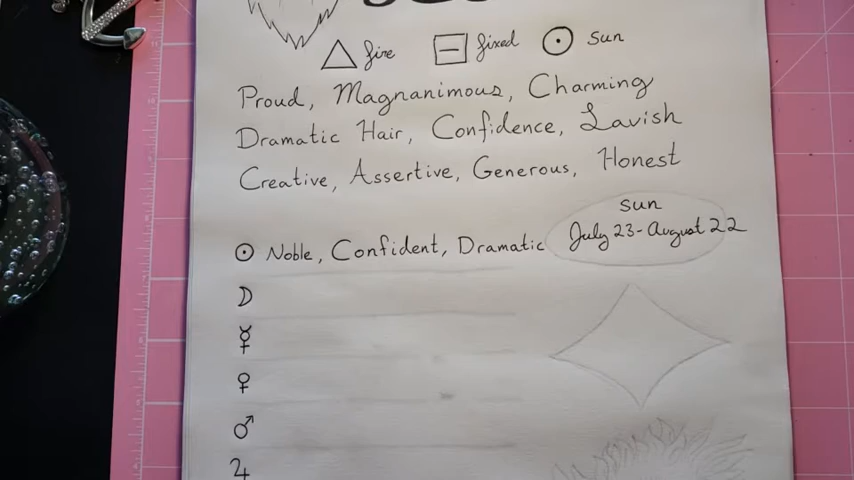 fire fixed Sun
Proud, Magnanimous, Charming
Dramatic Hair, Confidence, Lavish
Creative, Assertive, Generous, Honest
Sun
July 23-August 22
☉ Noble, Confident, Dramatic
☽
☿
♀
♂
♃